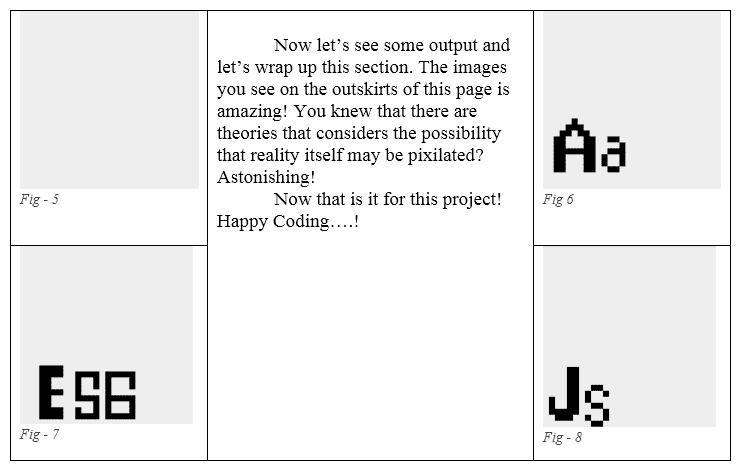 Now let’s see some output and
let’s wrap up this section. The images
you see on the outskirts of this page is
amazing! You knew that there are
theories that considers the possibility
that reality itself may be pixilated?
Astonishing!
Now that is it for this project!
Happy Coding….!
Fig - 5
Aa
Fig 6
ES6
Fig - 7
Js
Fig - 8